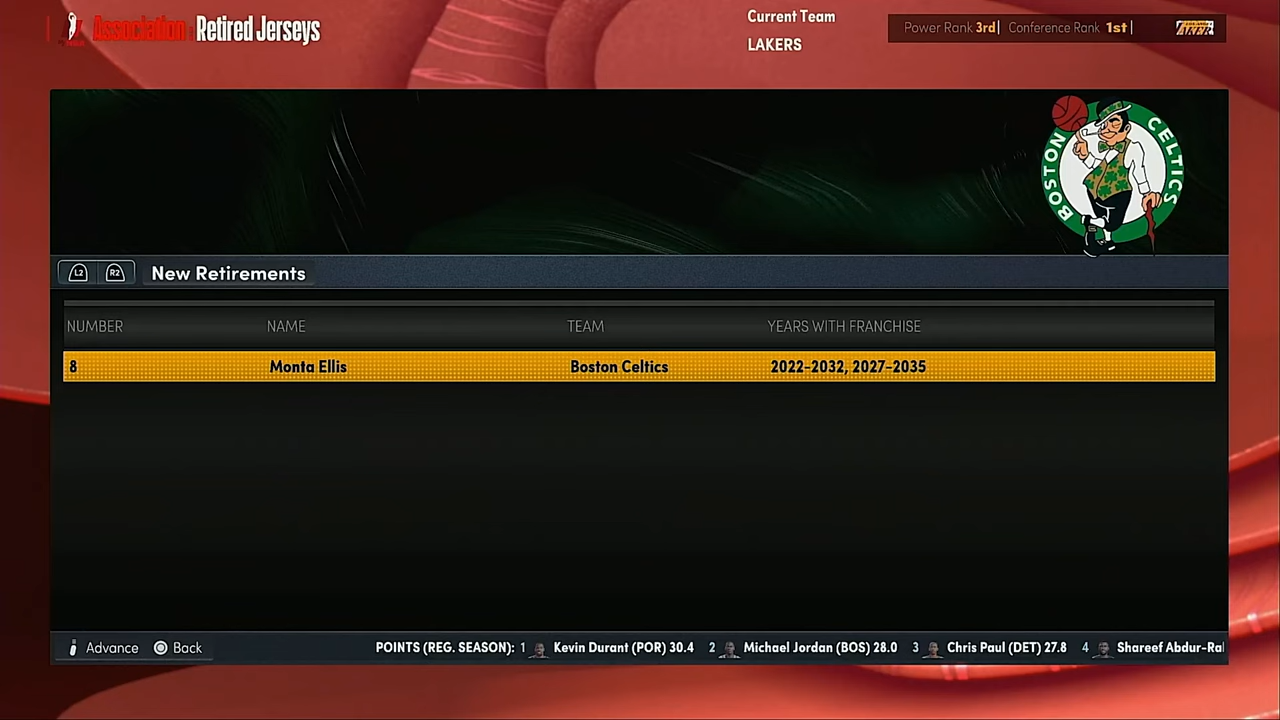 Association: Retired Jerseys
Current Team
LAKERS
Power Rank 3rd| Conference Rank 1st|
BOSTON CELTICS
L2 R2 New Retirements
NUMBER NAME TEAM YEARS WITH FRANCHISE
8 Monta Ellis Boston Celtics 2022-2032, 2027-2035
Advance Back POINTS (REG. SEASON): 1 Kevin Durant (POR) 30.4 2 Michael Jordan (BOS) 28.0 3 Chris Paul (DET) 27.8 4 Shareef Abdur-Ra